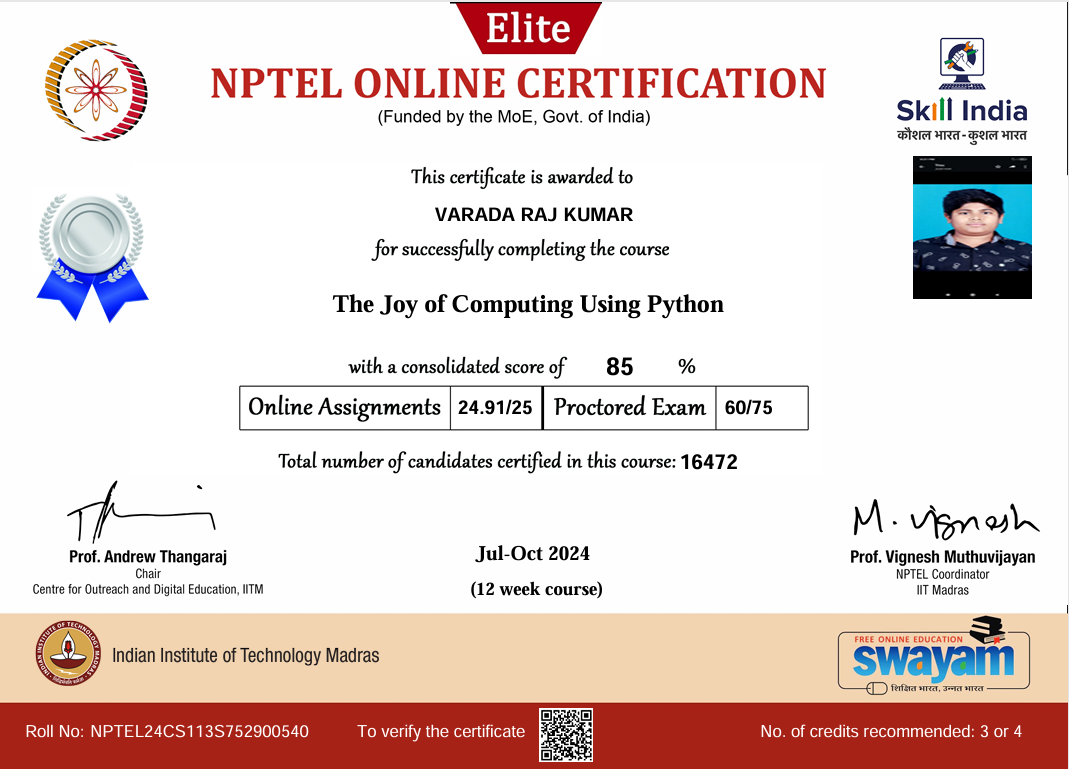 Elite
NPTEL ONLINE CERTIFICATION
(Funded by the MoE, Govt. of India)
Skill India
कौशल भारत - कुशल भारत
This certificate is awarded to
VARADA RAJ KUMAR
for successfully completing the course
The Joy of Computing Using Python
with a consolidated score of 85 %
Online Assignments 24.91/25 Proctored Exam 60/75
Total number of candidates certified in this course: 16472
M. Vignesh
Prof. Andrew Thangaraj
Chair
Centre for Outreach and Digital Education, IITM
Jul-Oct 2024
(12 week course)
Prof. Vignesh Muthuvijayan
NPTEL Coordinator
IIT Madras
INDIAN INSTITUTE OF TECHNOLOGY MADRAS
Indian Institute of Technology Madras
FREE ONLINE EDUCATION
swayam
शिक्षित भारत, उन्नत भारत
Roll No: NPTEL24CS113S752900540
To verify the certificate
No. of credits recommended: 3 or 4